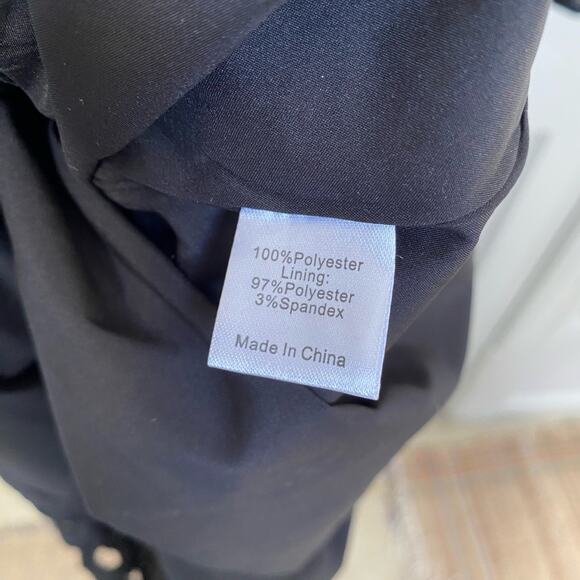 100%Polyester
Lining:
97%Polyester
3%Spandex
Made In China